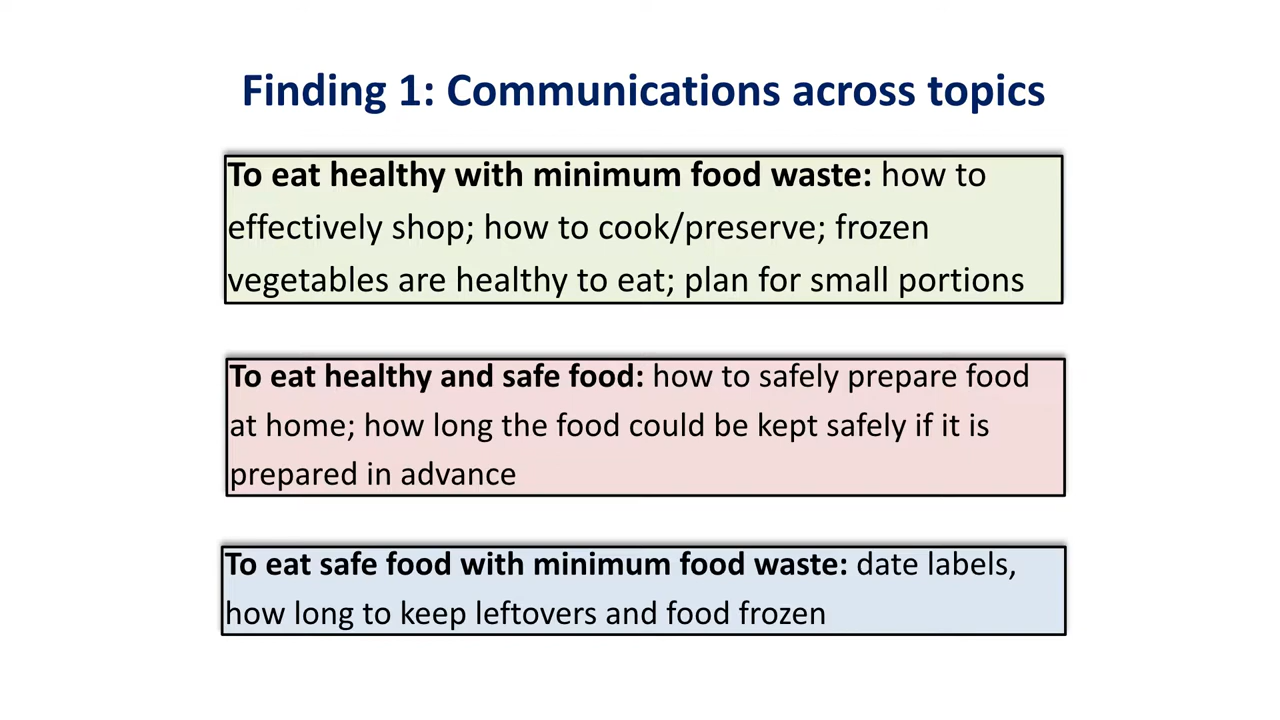 Finding 1: Communications across topics
To eat healthy with minimum food waste: how to
effectively shop; how to cook/preserve; frozen
vegetables are healthy to eat; plan for small portions
To eat healthy and safe food: how to safely prepare food
at home; how long the food could be kept safely if it is
prepared in advance
To eat safe food with minimum food waste: date labels,
how long to keep leftovers and food frozen